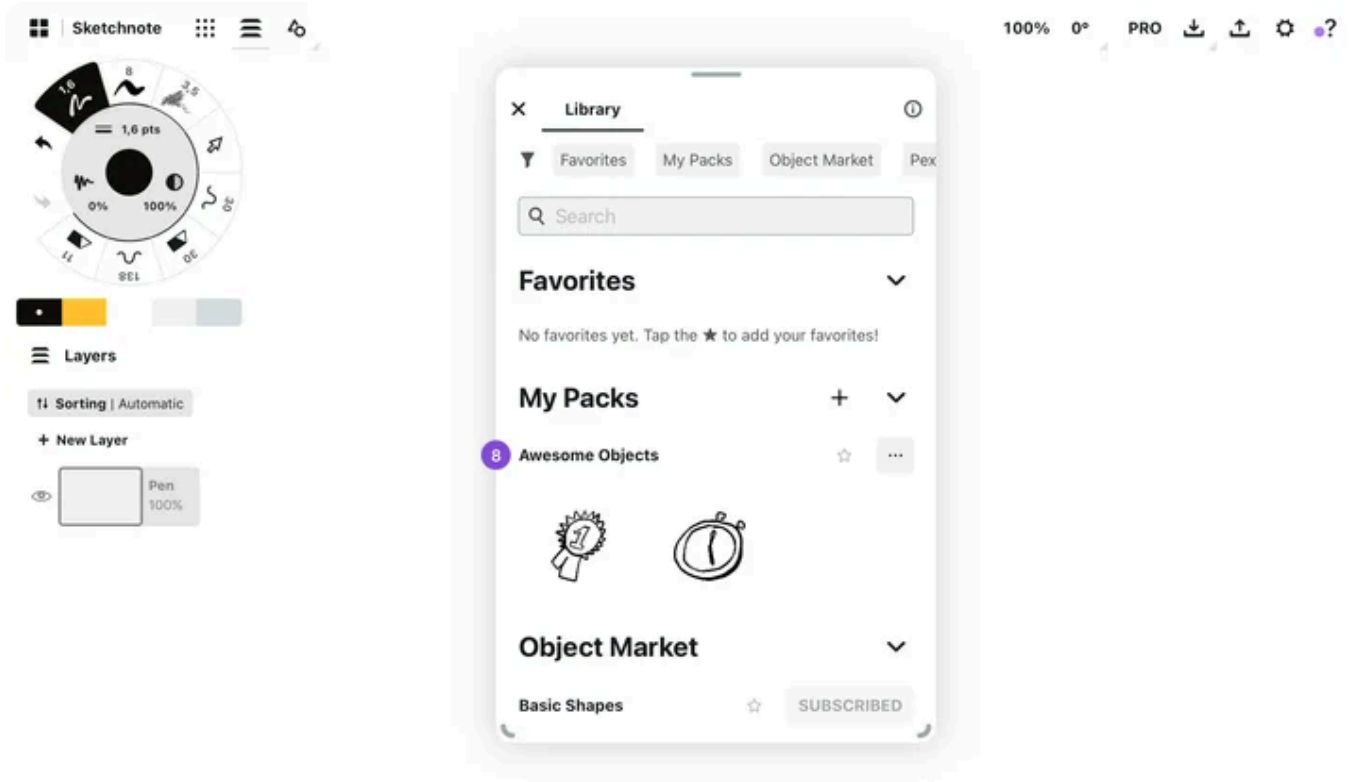 Sketchnote
100% 0° PRO ?
1,6 8 3,5
1,6 pts
0% 100%
30
30
138
11
Layers
Sorting | Automatic
+ New Layer
Pen
100%
Library
Favorites My Packs Object Market Pex
Search
Favorites
No favorites yet. Tap the ★ to add your favorites!
My Packs +
8 Awesome Objects ...
1
Object Market
Basic Shapes SUBSCRIBED